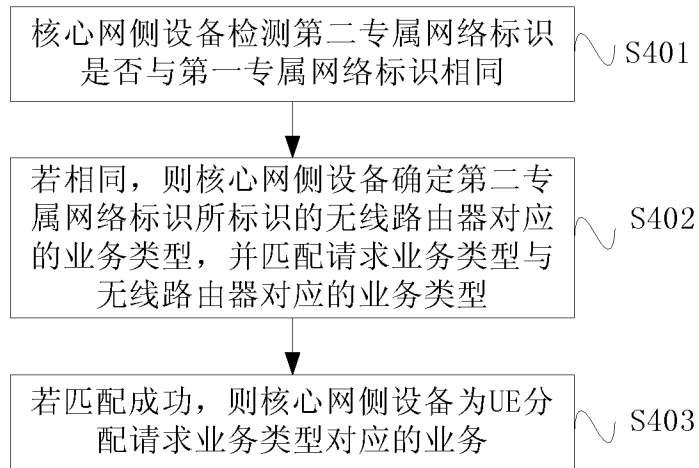 核心网侧设备检测第二专属网络标识
是否与第一专属网络标识相同
S401
若相同，则核心网侧设备确定第二专
属网络标识所标识的无线路由器对应
的业务类型，并匹配请求业务类型与
无线路由器对应的业务类型
S402
若匹配成功，则核心网侧设备为UE分
配请求业务类型对应的业务
S403